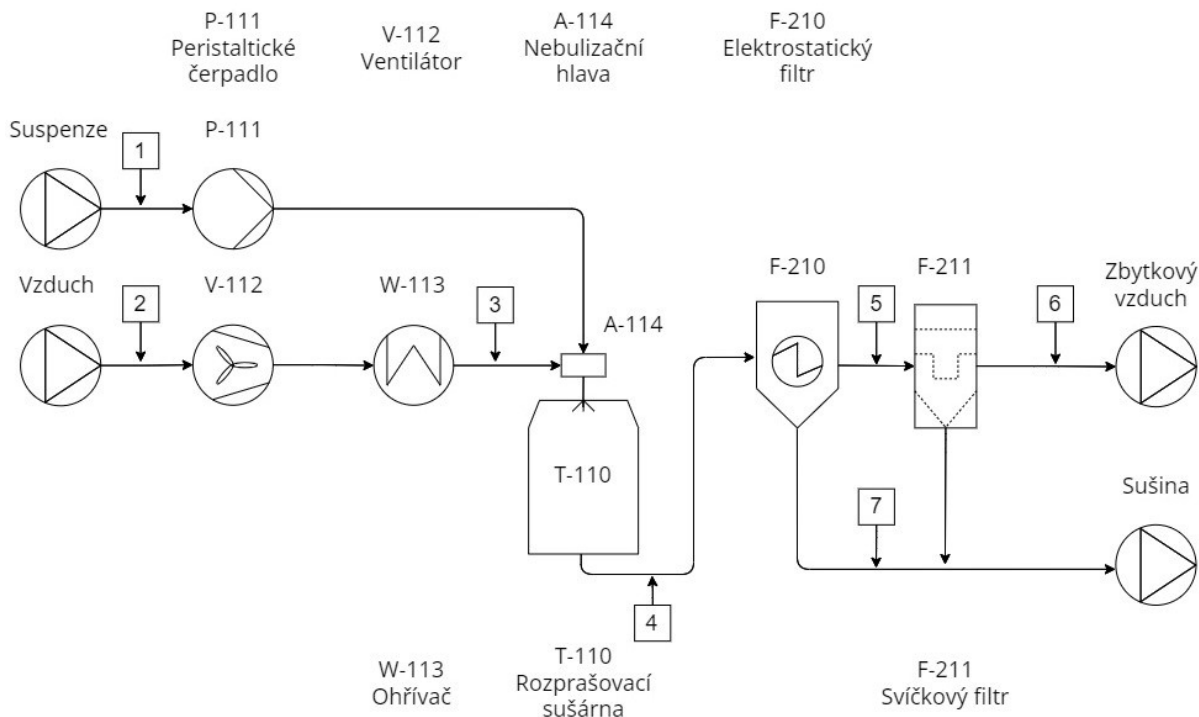 P-111
Peristaltické
čerpadlo
V-112
Ventilátor
A-114
Nebulizační
hlava
F-210
Elektrostatický
filtr
Suspenze
1
P-111
Vzduch
2
V-112
W-113
3
A-114
F-210
5
F-211
6
Zbytkový
vzduch
T-110
7
Sušina
4
W-113
Ohřívač
T-110
Rozprašovací
sušárna
F-211
Svíčkový filtr